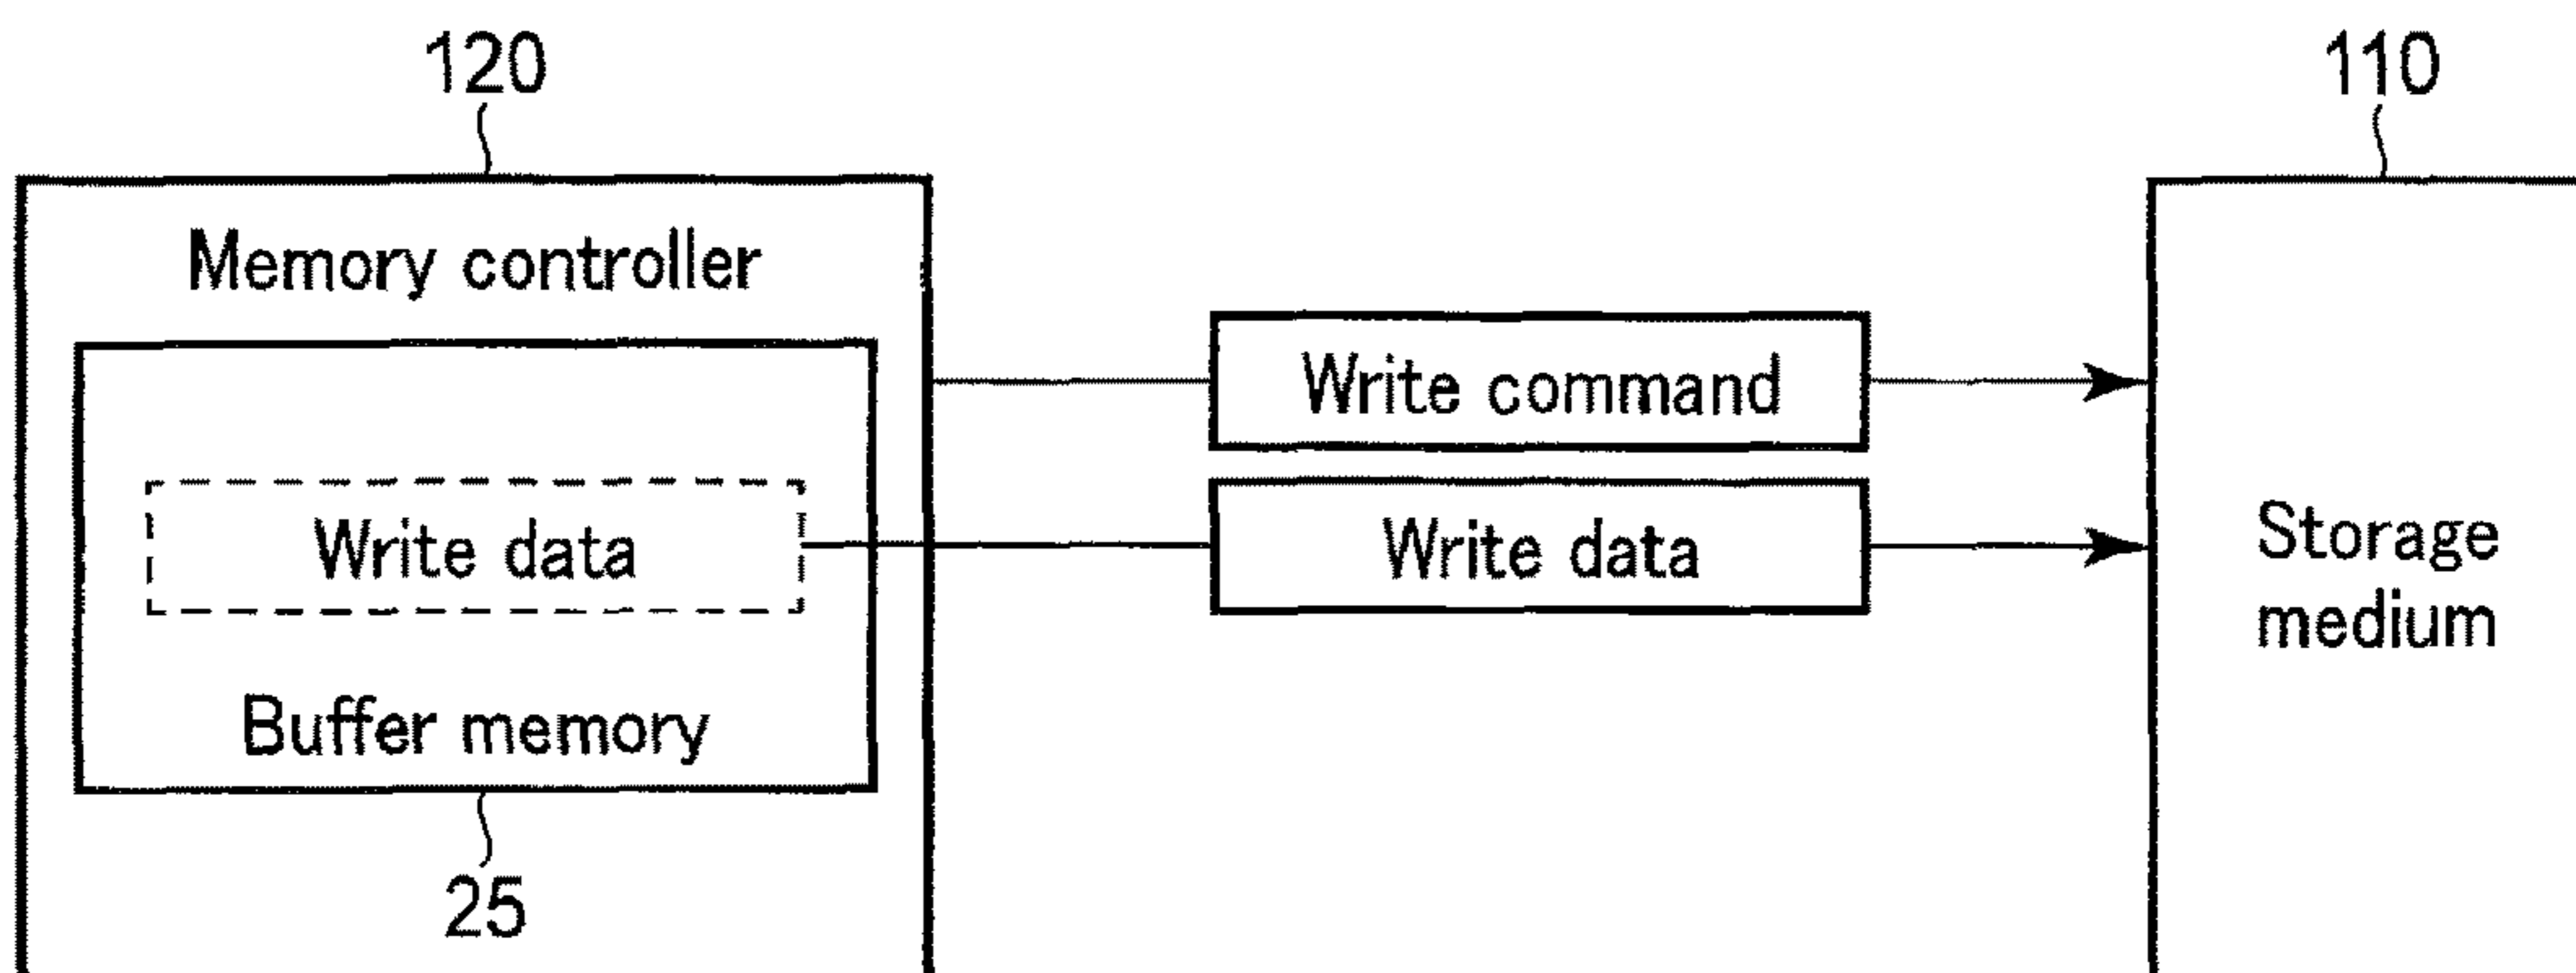 120
110
Memory controller
Write command
Write data
Write data
Storage
medium
Buffer memory
25